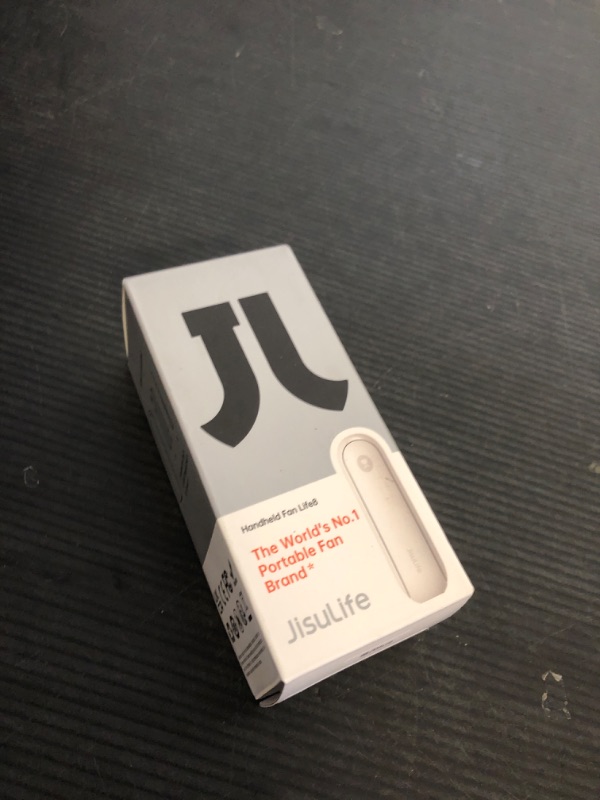 JL
Handheld Fan Life8
The World's No.1
Portable Fan
Brand*
JisuLife